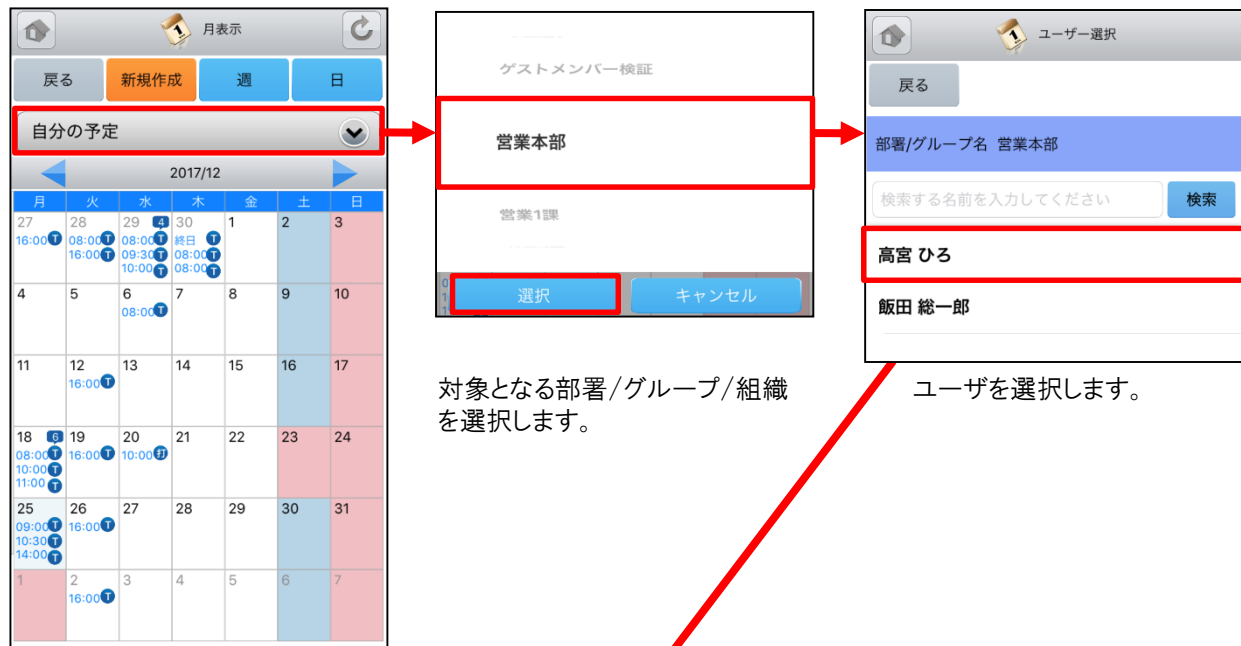 月表示
戻る 新規作成 週 日
自分の予定
2017/12
月 火 水 木 金 土 日
27 28 29 4 30 1 2 3
16:00 T 08:00 T 08:00 T 終日 T
16:00 T 09:30 T 08:00 T
10:00 T 08:00 T
4 5 6 7 8 9 10
08:00 T
11 12 13 14 15 16 17
16:00 T
18 6 19 20 21 22 23 24
08:00 T 16:00 T 10:00 打
10:00 T
11:00 T
25 26 27 28 29 30 31
09:00 T 16:00 T
10:30 T
14:00 T
1 2 3 4 5 6 7
16:00 T
ゲストメンバー検証
営業本部
営業1課
選択 キャンセル
対象となる部署/グループ/組織
を選択します。
ユーザー選択
戻る
部署/グループ名 営業本部
検索する名前を入力してください 検索
高宮 ひろ
飯田 総一郎
ユーザを選択します。